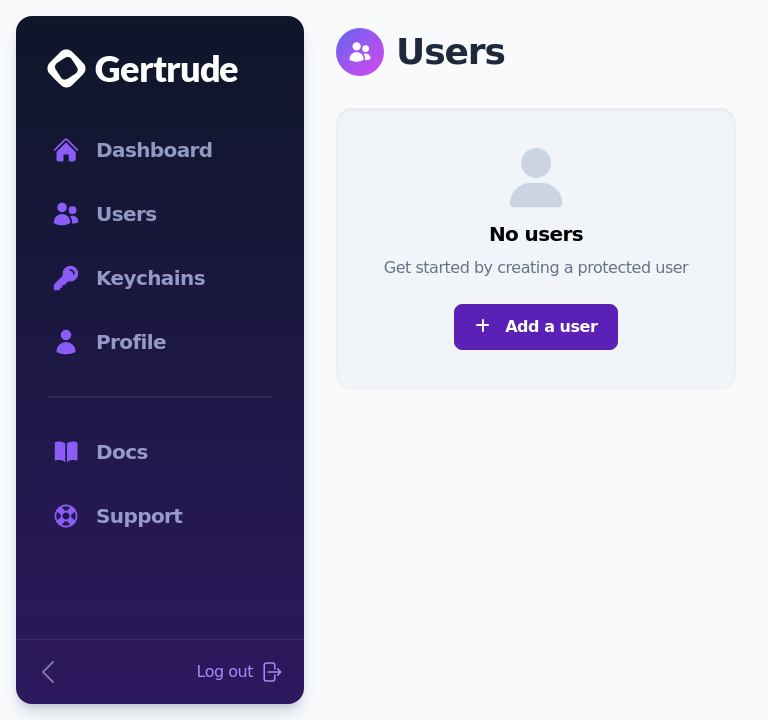 Gertrude
Dashboard
Users
Keychains
Profile
Docs
Support
Log out
Users
No users
Get started by creating a protected user
Add a user